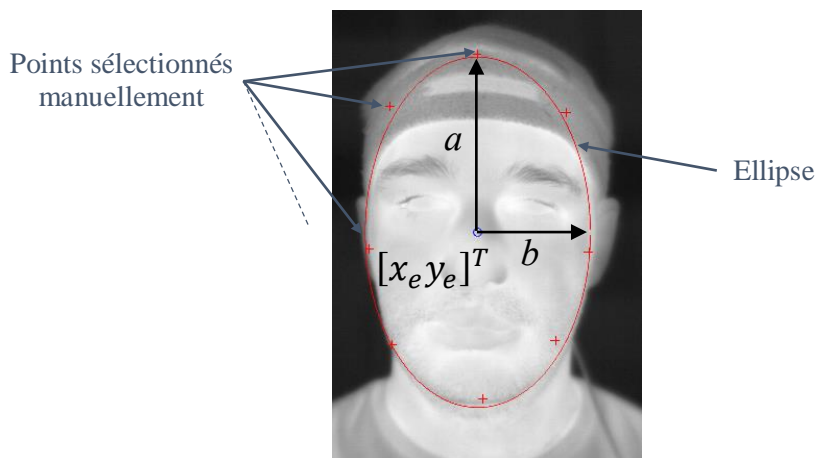 Points sélectionnés
manuellement
a
Ellipse
b
[x_e y_e]^T